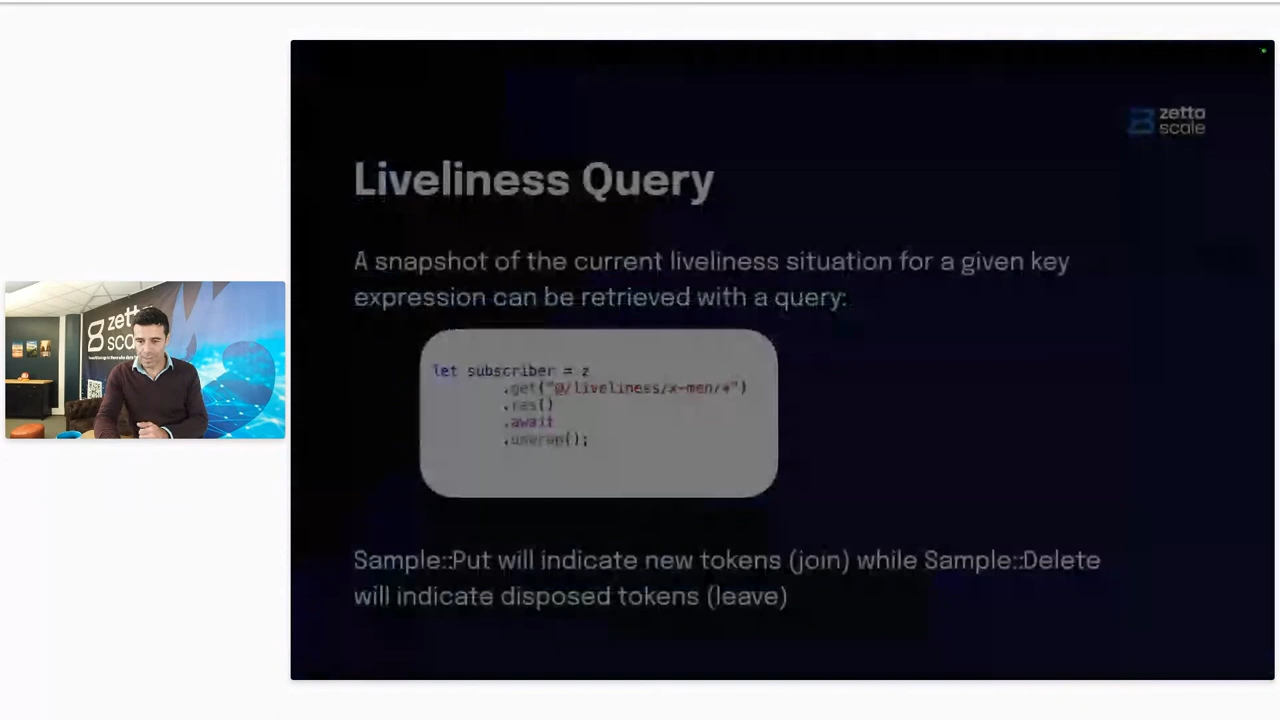 zetta
scale
Liveliness Query
A snapshot of the current liveliness situation for a given key
expression can be retrieved with a query:
let subscriber = z
.get("@/liveliness/x-men/*")
.res()
.await
.unwrap();
Sample::Put will indicate new tokens (join) while Sample::Delete
will indicate disposed tokens (leave)
zetta